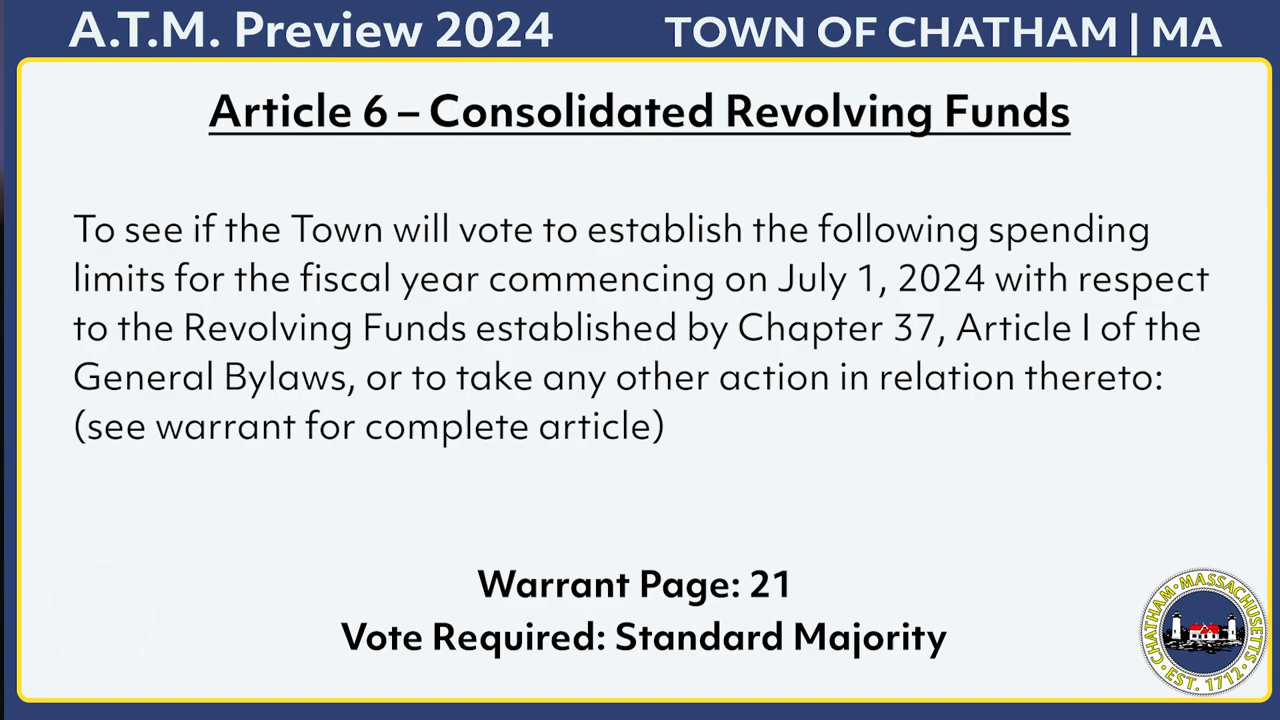 A.T.M. Preview 2024
TOWN OF CHATHAM | MA
Article 6 – Consolidated Revolving Funds
To see if the Town will vote to establish the following spending
limits for the fiscal year commencing on July 1, 2024 with respect
to the Revolving Funds established by Chapter 37, Article I of the
General Bylaws, or to take any other action in relation thereto:
(see warrant for complete article)
Warrant Page: 21
Vote Required: Standard Majority
CHATHAM · MASSACHUSETTS
· EST. 1712 ·